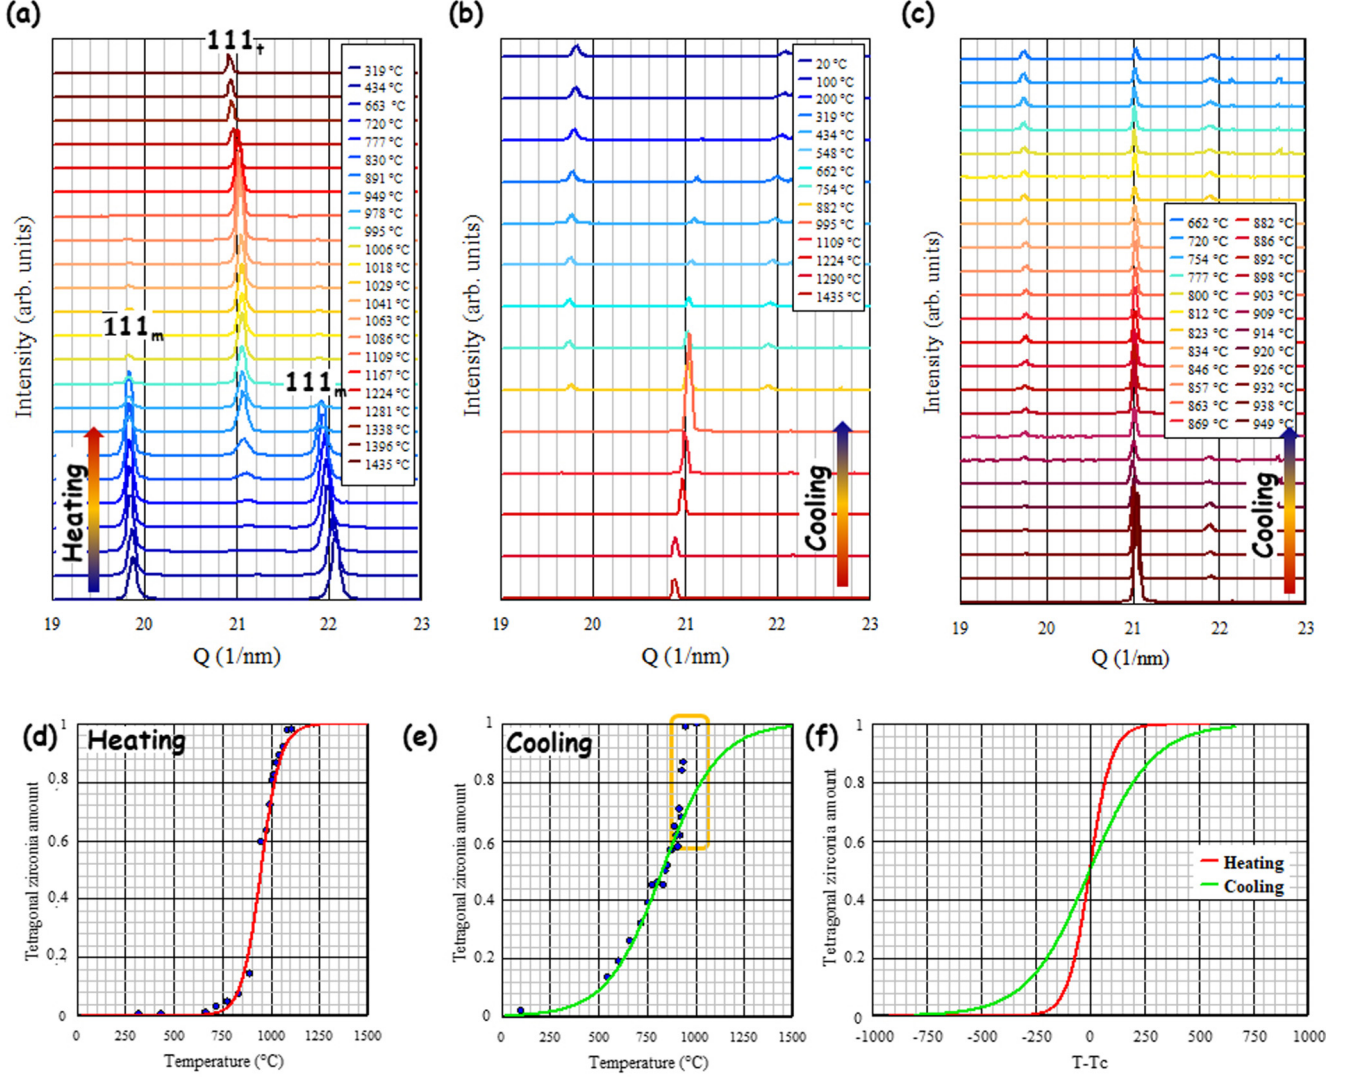 (a)
111t
319 °C
434 °C
663 °C
720 °C
777 °C
830 °C
891 °C
949 °C
978 °C
995 °C
1006 °C
1018 °C
1029 °C
1041 °C
1063 °C
1086 °C
1109 °C
1167 °C
1224 °C
1281 °C
1338 °C
1396 °C
1435 °C
1̅11m
111m
Heating
Intensity (arb. units)
19 20 21 22 23
Q (1/nm)
(b)
20 °C
100 °C
200 °C
319 °C
434 °C
548 °C
662 °C
754 °C
882 °C
995 °C
1109 °C
1224 °C
1290 °C
1435 °C
Cooling
Intensity (arb. units)
19 20 21 22 23
Q (1/nm)
(c)
662 °C 882 °C
720 °C 886 °C
754 °C 892 °C
777 °C 898 °C
800 °C 903 °C
812 °C 909 °C
823 °C 914 °C
834 °C 920 °C
846 °C 926 °C
857 °C 932 °C
863 °C 938 °C
869 °C 949 °C
Cooling
Intensity (arb. units)
19 20 21 22 23
Q (1/nm)
(d)
Heating
Tetragonal zirconia amount
1
0.8
0.6
0.4
0.2
0
0 250 500 750 1000 1250 1500
Temperature (°C)
(e)
Cooling
Tetragonal zirconia amount
1
0.8
0.6
0.4
0.2
0
0 500 750 1000 1250 1500
Temperature (°C)
(f)
Tetragonal zirconia amount
1
0.8
0.6
0.4
0.2
0
Heating
Cooling
-1000 -750 -500 -250 0 250 500 750 1000
T-Tc